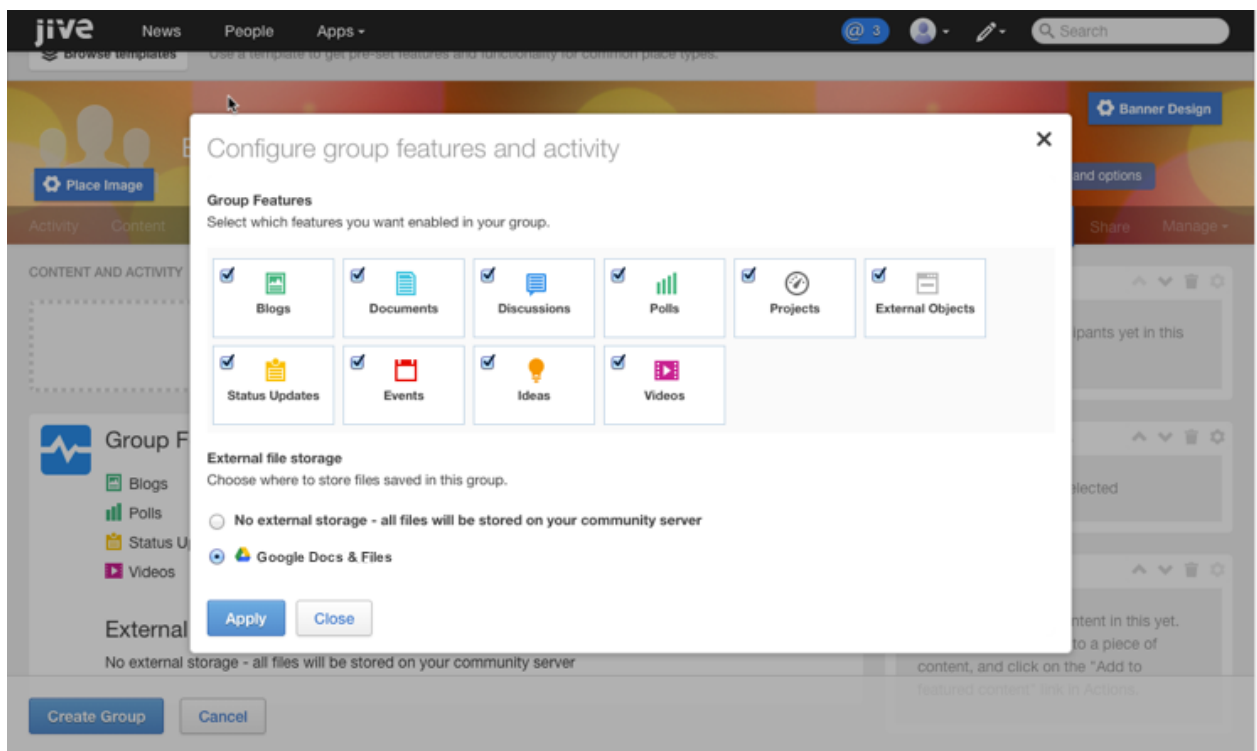 jive
News
People
Apps
@ 3
Search
Browse templates
Use a template to get pre-set features and functionality for common place types.
Banner Design
Place Image
and options
Activity
Content
Share
Manage
Configure group features and activity
Group Features
Select which features you want enabled in your group.
Blogs
Documents
Discussions
Polls
Projects
External Objects
Status Updates
Events
Ideas
Videos
External file storage
Choose where to store files saved in this group.
No external storage - all files will be stored on your community server
Google Docs & Files
Apply
Close
CONTENT AND ACTIVITY
Group F
Blogs
Polls
Status U
Videos
External
No external storage - all files will be stored on your community server
ipants yet in this
elected
ntent in this yet.
to a piece of
content, and click on the "Add to
featured content" link in Actions.
Create Group
Cancel